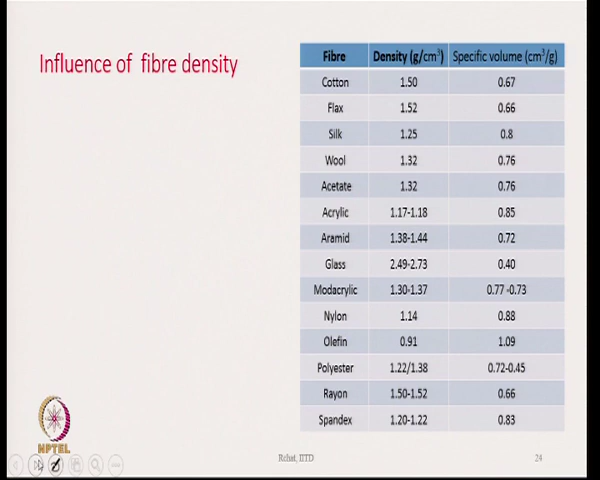 Influence of fibre density
Fibre Density (g/cm³) Specific volume (cm³/g)
Cotton 1.50 0.67
Flax 1.52 0.66
Silk 1.25 0.8
Wool 1.32 0.76
Acetate 1.32 0.76
Acrylic 1.17-1.18 0.85
Aramid 1.38-1.44 0.72
Glass 2.49-2.73 0.40
Modacrylic 1.30-1.37 0.77 -0.73
Nylon 1.14 0.88
Olefin 0.91 1.09
Polyester 1.22/1.38 0.72-0.45
Rayon 1.50-1.52 0.66
Spandex 1.20-1.22 0.83
NPTEL
Rchat, IITD
24